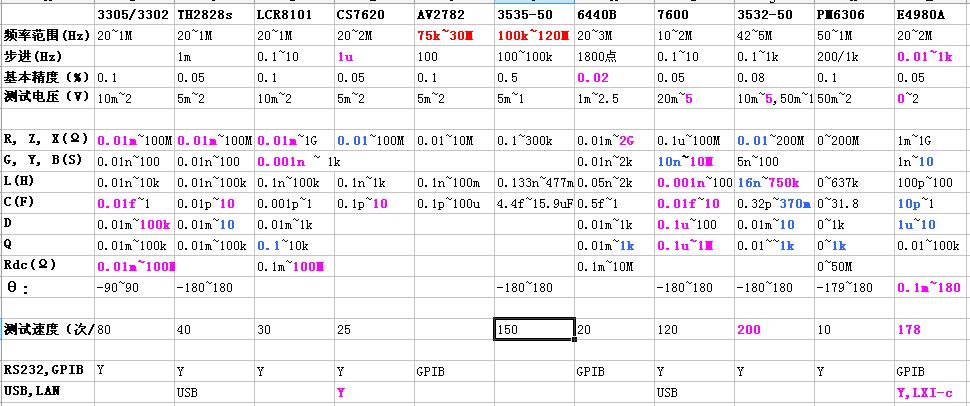 3305/3302 TH2828s LCR8101 CS7620 AV2782 3535-50 6440B 7600 3532-50 PM6306 E4980A
频率范围(Hz) 20~1M 20~1M 20~1M 20~2M 75k~30M 100k~120M 20~3M 10~2M 42~5M 50~1M 20~2M
步进(Hz) 1m 0.1~10 1u 100 100~100k 1800点 0.1~10 0.1~1k 200/1k 0.01~1k
基本精度(%) 0.1 0.05 0.1 0.05 0.1 0.5 0.02 0.05 0.08 0.1 0.05
测试电压(V) 10m~2 5m~2 10m~2 5m~2 5m~2 5m~1 1m~2.5 20m~5 10m~5,50m~1 50m~2 0~2
R, Z, X(Ω) 0.01m~100M 0.01m~100M 0.01m~1G 0.01~100M 0.01~10M 0.1~300k 0.01m~2G 0.1u~100M 0.01~200M 0~200M 1m~1G
G, Y, B(S) 0.01n~100 0.01n~100 0.001n ~ 1k 0.01n~2k 10n~10M 5n~100 1n~10
L(H) 0.01n~10k 0.01n~100k 0.1n~100k 0.1n~1k 0.1n~100m 0.133n~477m 0.05n~2k 0.001n~100 16n~750k 0~637k 100p~100
C(F) 0.01f~1 0.01p~10 0.001p~1 0.1p~10 0.1p~100u 4.4f~15.9uF 0.5f~1 0.01f~10 0.32p~370m 0~31.8 10p~1
D 0.01m~100k 0.01m~10 0.01m~1k 0.01m~1k 0.1u~100 0.01m~10 0~1k 1u~10
Q 0.01m~100k 0.01m~100k 0.1~10k 0.01m~1k 0.1u~1M 0.01~~1k 0~1k 0.01~100k
Rdc(Ω) 0.01m~100M 0.1m~100M 0.1m~10M 0~50M
θ: -90~90 -180~180 -180~180 -180~180 -180~180 -179~180 0.1m~180
测试速度(次/ 80 40 30 25 150 20 120 200 10 178
RS232,GPIB Y Y Y Y GPIB GPIB Y Y Y GPIB
USB,LAN USB Y USB Y,LXI-c